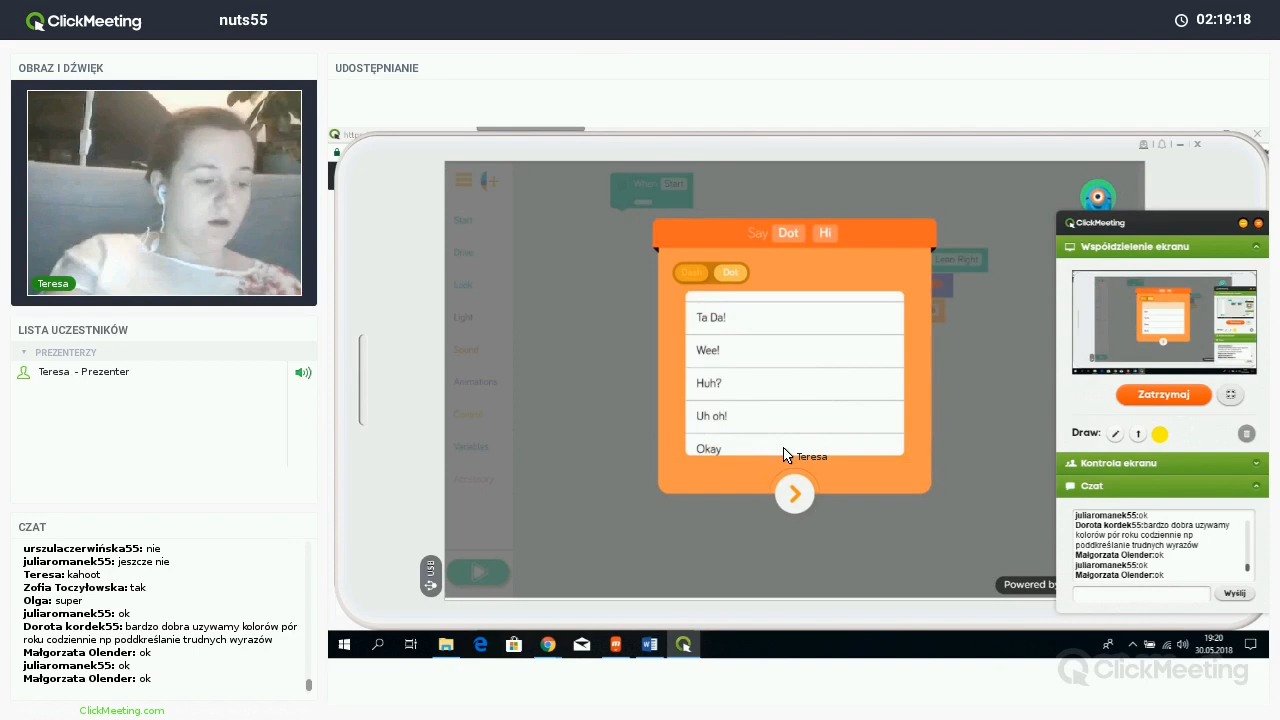 ClickMeeting
nuts55
02:19:18
OBRAZ I DŹWIĘK
Teresa
LISTA UCZESTNIKÓW
PREZENTERZY
Teresa - Prezenter
CZAT
urszulaczerwińska55: nie
juliaromanek55: jeszcze nie
Teresa: kahoot
Zofia Toczyłowska: tak
Olga: super
juliaromanek55: ok
Dorota kordek55: bardzo dobra uzywamy kolorów pór
roku codziennie np poddkreślanie trudnych wyrazów
Małgorzata Olender: ok
juliaromanek55: ok
Małgorzata Olender: ok
ClickMeeting.com
UDOSTĘPNIANIE
When Start
Start
Drive
Look
Light
Sound
Animations
Control
Variables
Accessory
Say Dot Hi
Dash Dot
Ta Da!
Wee!
Huh?
Uh oh!
Okay
Teresa
Lean Right
USB
Powered by
ClickMeeting
Współdzielenie ekranu
Zatrzymaj
Draw:
Kontrola ekranu
Czat
juliaromanek55:ok
Dorota kordek55:bardzo dobra uzywamy
kolorów pór roku codziennie np
poddkreślanie trudnych wyrazów
Małgorzata Olender:ok
juliaromanek55:ok
Małgorzata Olender:ok
Wyślij
19:20
30.05.2018
ClickMeeting